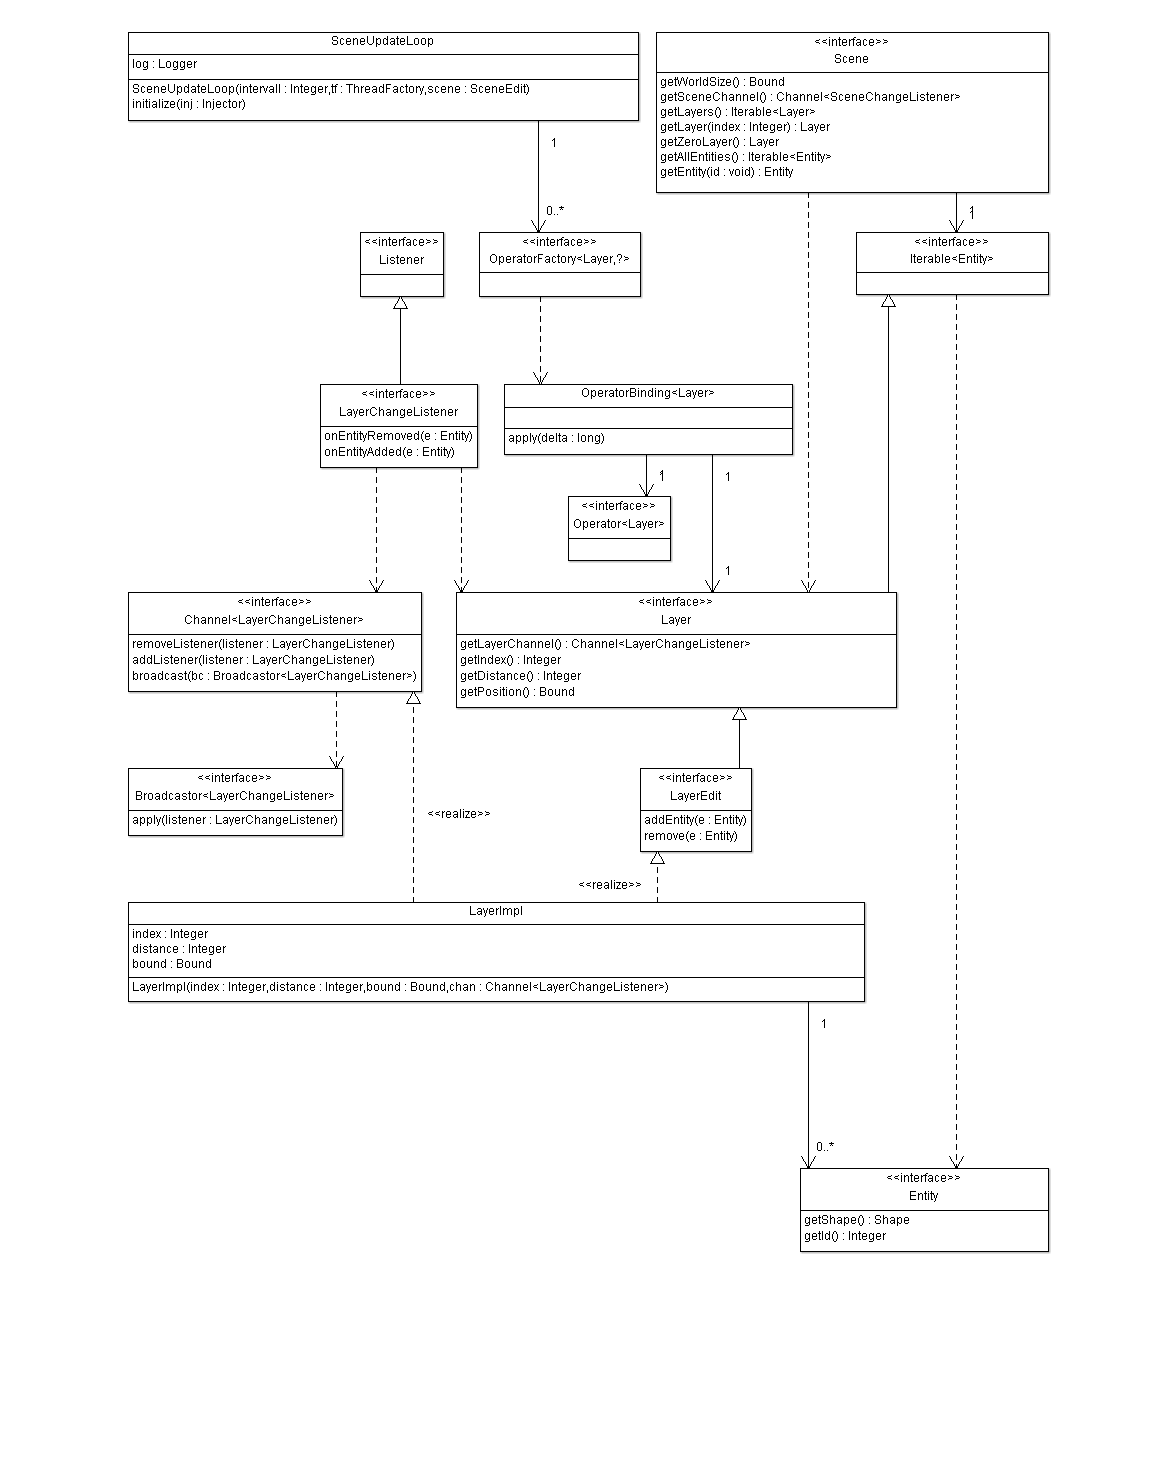 SceneUpdateLoop
log : Logger
SceneUpdateLoop(intervall : Integer,tf : ThreadFactory,scene : SceneEdit)
initialize(inj : Injector)
<<interface>>
Scene
getWorldSize() : Bound
getSceneChannel() : Channel<SceneChangeListener>
getLayers() : Iterable<Layer>
getLayer(index : Integer) : Layer
getZeroLayer() : Layer
getAllEntities() : Iterable<Entity>
getEntity(id : void) : Entity
1
0..*
1
1
<<interface>>
Listener
<<interface>>
OperatorFactory<Layer,?>
<<interface>>
Iterable<Entity>
<<interface>>
LayerChangeListener
onEntityRemoved(e : Entity)
onEntityAdded(e : Entity)
OperatorBinding<Layer>
apply(delta : long)
1
1
1
<<interface>>
Operator<Layer>
1
<<interface>>
Channel<LayerChangeListener>
removeListener(listener : LayerChangeListener)
addListener(listener : LayerChangeListener)
broadcast(bc : Broadcastor<LayerChangeListener>)
<<interface>>
Layer
getLayerChannel() : Channel<LayerChangeListener>
getIndex() : Integer
getDistance() : Integer
getPosition() : Bound
<<interface>>
Broadcastor<LayerChangeListener>
apply(listener : LayerChangeListener)
<<realize>>
<<interface>>
LayerEdit
addEntity(e : Entity)
remove(e : Entity)
<<realize>>
LayerImpl
index : Integer
distance : Integer
bound : Bound
LayerImpl(index : Integer,distance : Integer,bound : Bound,chan : Channel<LayerChangeListener>)
1
0..*
<<interface>>
Entity
getShape() : Shape
getId() : Integer